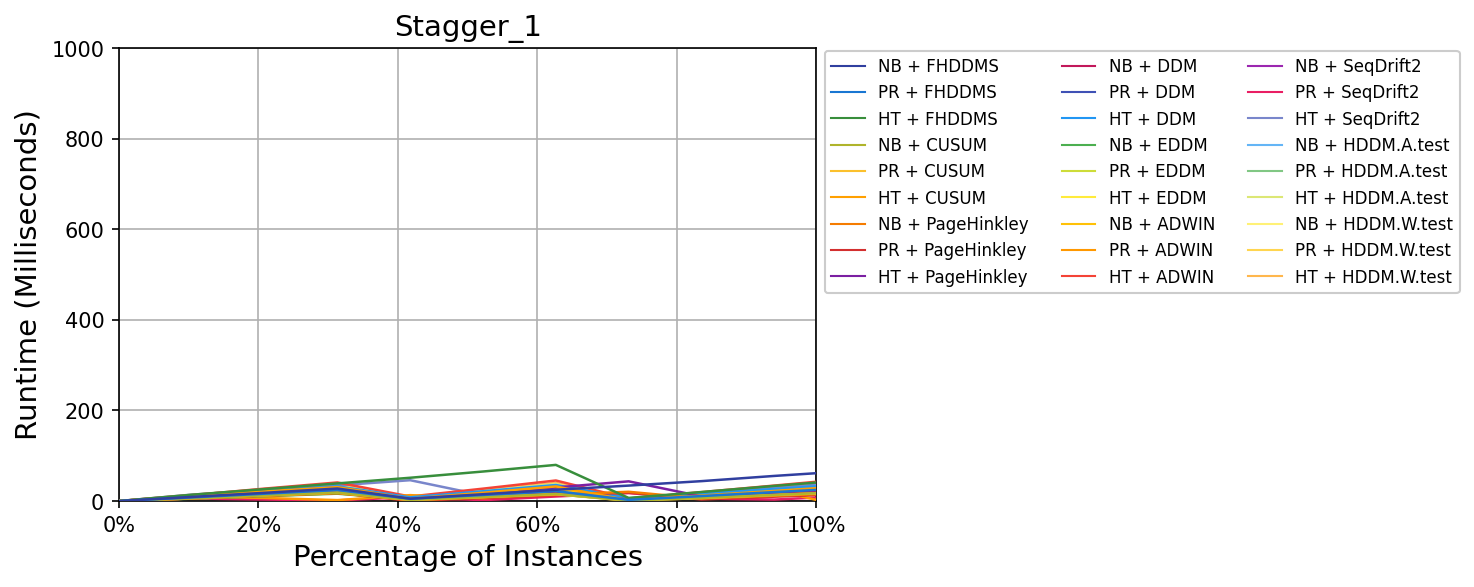 Stagger_1
Runtime (Milliseconds)
1000
800
600
400
200
0
0% 20% 40% 60% 80% 100%
Percentage of Instances
NB + FHDDMS
PR + FHDDMS
HT + FHDDMS
NB + CUSUM
PR + CUSUM
HT + CUSUM
NB + PageHinkley
PR + PageHinkley
HT + PageHinkley
NB + DDM
PR + DDM
HT + DDM
NB + EDDM
PR + EDDM
HT + EDDM
NB + ADWIN
PR + ADWIN
HT + ADWIN
NB + SeqDrift2
PR + SeqDrift2
HT + SeqDrift2
NB + HDDM.A.test
PR + HDDM.A.test
HT + HDDM.A.test
NB + HDDM.W.test
PR + HDDM.W.test
HT + HDDM.W.test